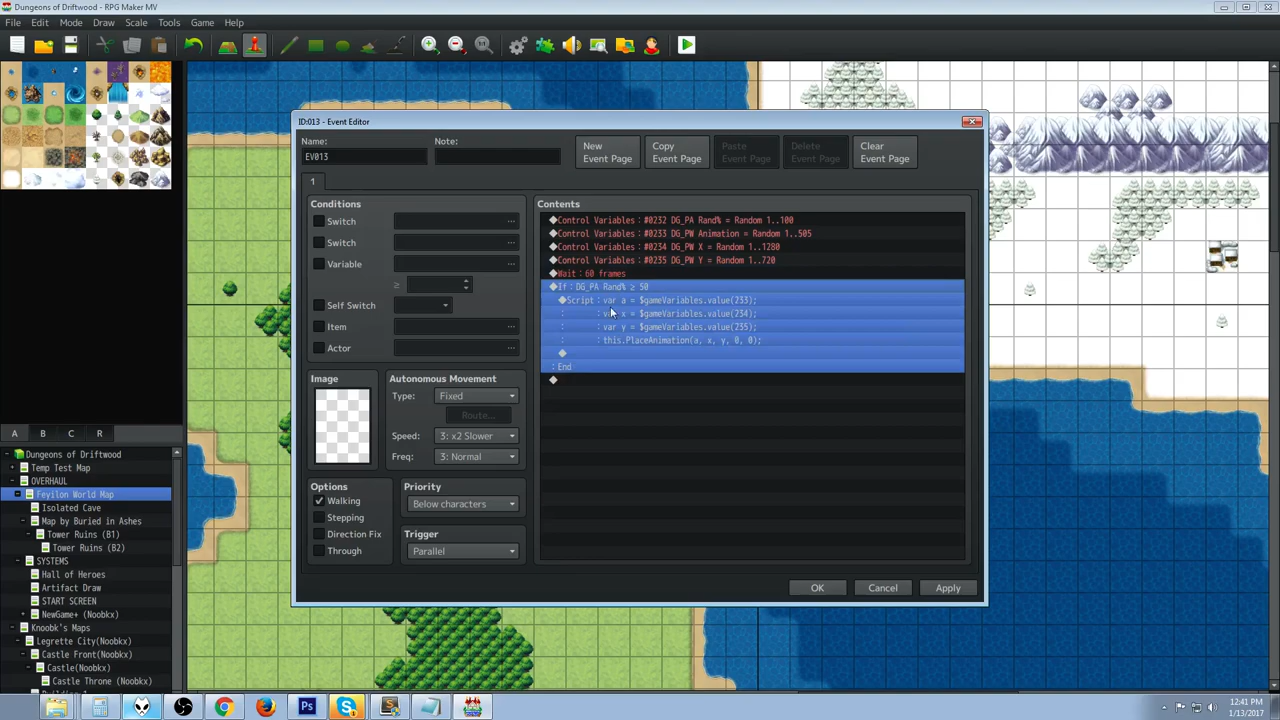 Dungeons of Driftwood - RPG Maker MV
File Edit Mode Draw Scale Tools Game Help
ID:013 - Event Editor
Name:
Note:
EV013
New
Event Page
Copy
Event Page
Paste
Event Page
Delete
Event Page
Clear
Event Page
1
Conditions
Switch
Switch
Variable
≥
Self Switch
Item
Actor
Image
Autonomous Movement
Type:
Fixed
Route...
Speed:
3: x2 Slower
Freq:
3: Normal
Options
Walking
Stepping
Direction Fix
Through
Priority
Below characters
Trigger
Parallel
Contents
◆Control Variables : #0232 DG_PA Rand% = Random 1..100
◆Control Variables : #0233 DG_PW Animation = Random 1..505
◆Control Variables : #0234 DG_PW X = Random 1..1280
◆Control Variables : #0235 DG_PW Y = Random 1..720
◆Wait : 60 frames
◆If : DG_PA Rand% ≥ 50
◆Script : var a = $gameVariables.value(233);
: : var x = $gameVariables.value(234);
: : var y = $gameVariables.value(235);
: : this.PlaceAnimation(a, x, y, 0, 0);
◆
: End
◆
OK
Cancel
Apply
A B C R
Dungeons of Driftwood
Temp Test Map
OVERHAUL
Feyilon World Map
Isolated Cave
Map by Buried in Ashes
Tower Ruins (B1)
Tower Ruins (B2)
SYSTEMS
Hall of Heroes
Artifact Draw
START SCREEN
NewGame+ (Noobkx)
Knoobk's Maps
Legrette City(Noobkx)
Castle Front(Noobkx)
Castle(Noobkx)
Castle Throne (Noobkx)
Ps
12:41 PM
1/13/2017